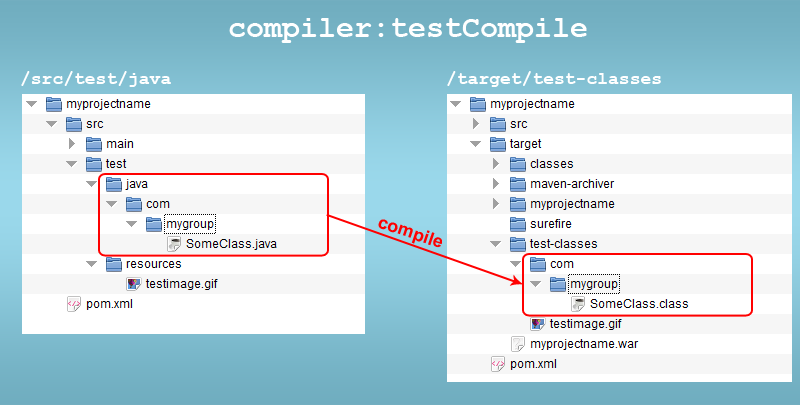 compiler:testCompile
/src/test/java
myprojectname
src
main
test
java
com
mygroup
SomeClass.java
resources
testimage.gif
pom.xml
compile
/target/test-classes
myprojectname
src
target
classes
maven-archiver
myprojectname
surefire
test-classes
com
mygroup
SomeClass.class
testimage.gif
myprojectname.war
pom.xml